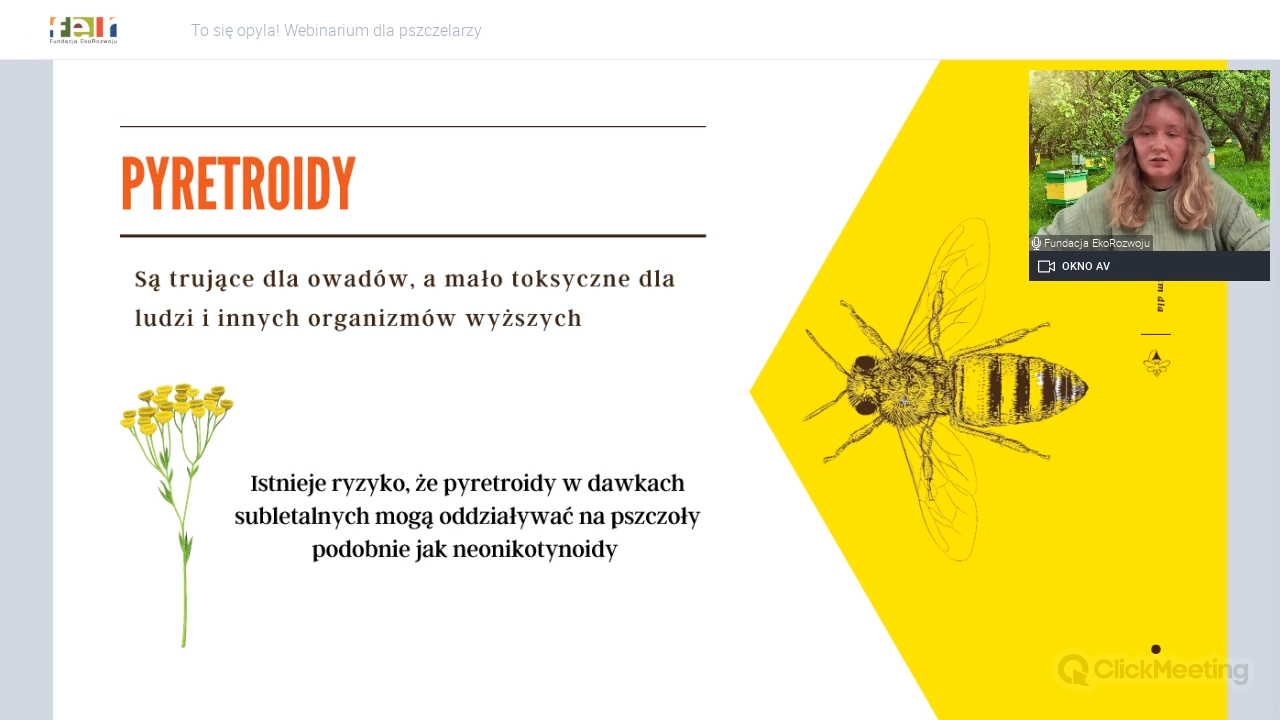 Fundacja EkoRozwoju
To się opyla! Webinarium dla pszczelarzy
PYRETROIDY
Są trujące dla owadów, a mało toksyczne dla
ludzi i innych organizmów wyższych
Istnieje ryzyko, że pyretroidy w dawkach
subletalnych mogą oddziaływać na pszczoły
podobnie jak neonikotynoidy
Fundacja EkoRozwoju
OKNO AV
dla
ClickMeeting